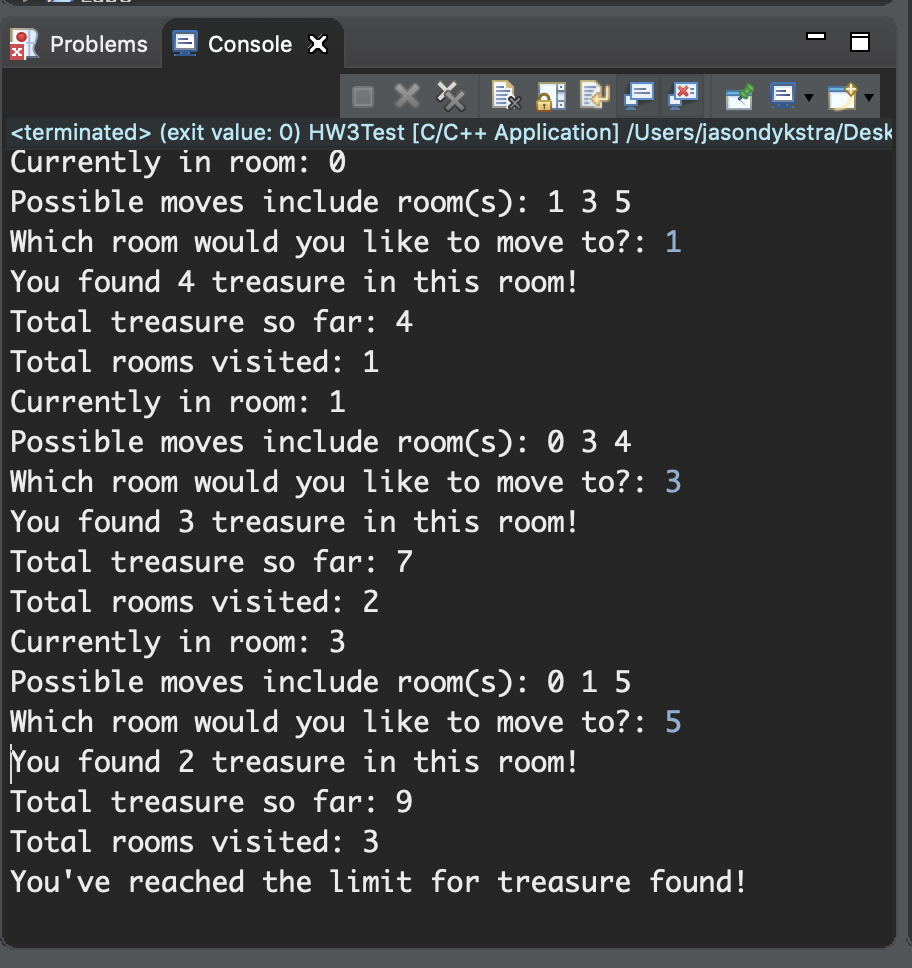 Problems
Console
<terminated> (exit value: 0) HW3Test [C/C++ Application] /Users/jasondykstra/Desk
Currently in room: 0
Possible moves include room(s): 1 3 5
Which room would you like to move to?: 1
You found 4 treasure in this room!
Total treasure so far: 4
Total rooms visited: 1
Currently in room: 1
Possible moves include room(s): 0 3 4
Which room would you like to move to?: 3
You found 3 treasure in this room!
Total treasure so far: 7
Total rooms visited: 2
Currently in room: 3
Possible moves include room(s): 0 1 5
Which room would you like to move to?: 5
You found 2 treasure in this room!
Total treasure so far: 9
Total rooms visited: 3
You've reached the limit for treasure found!